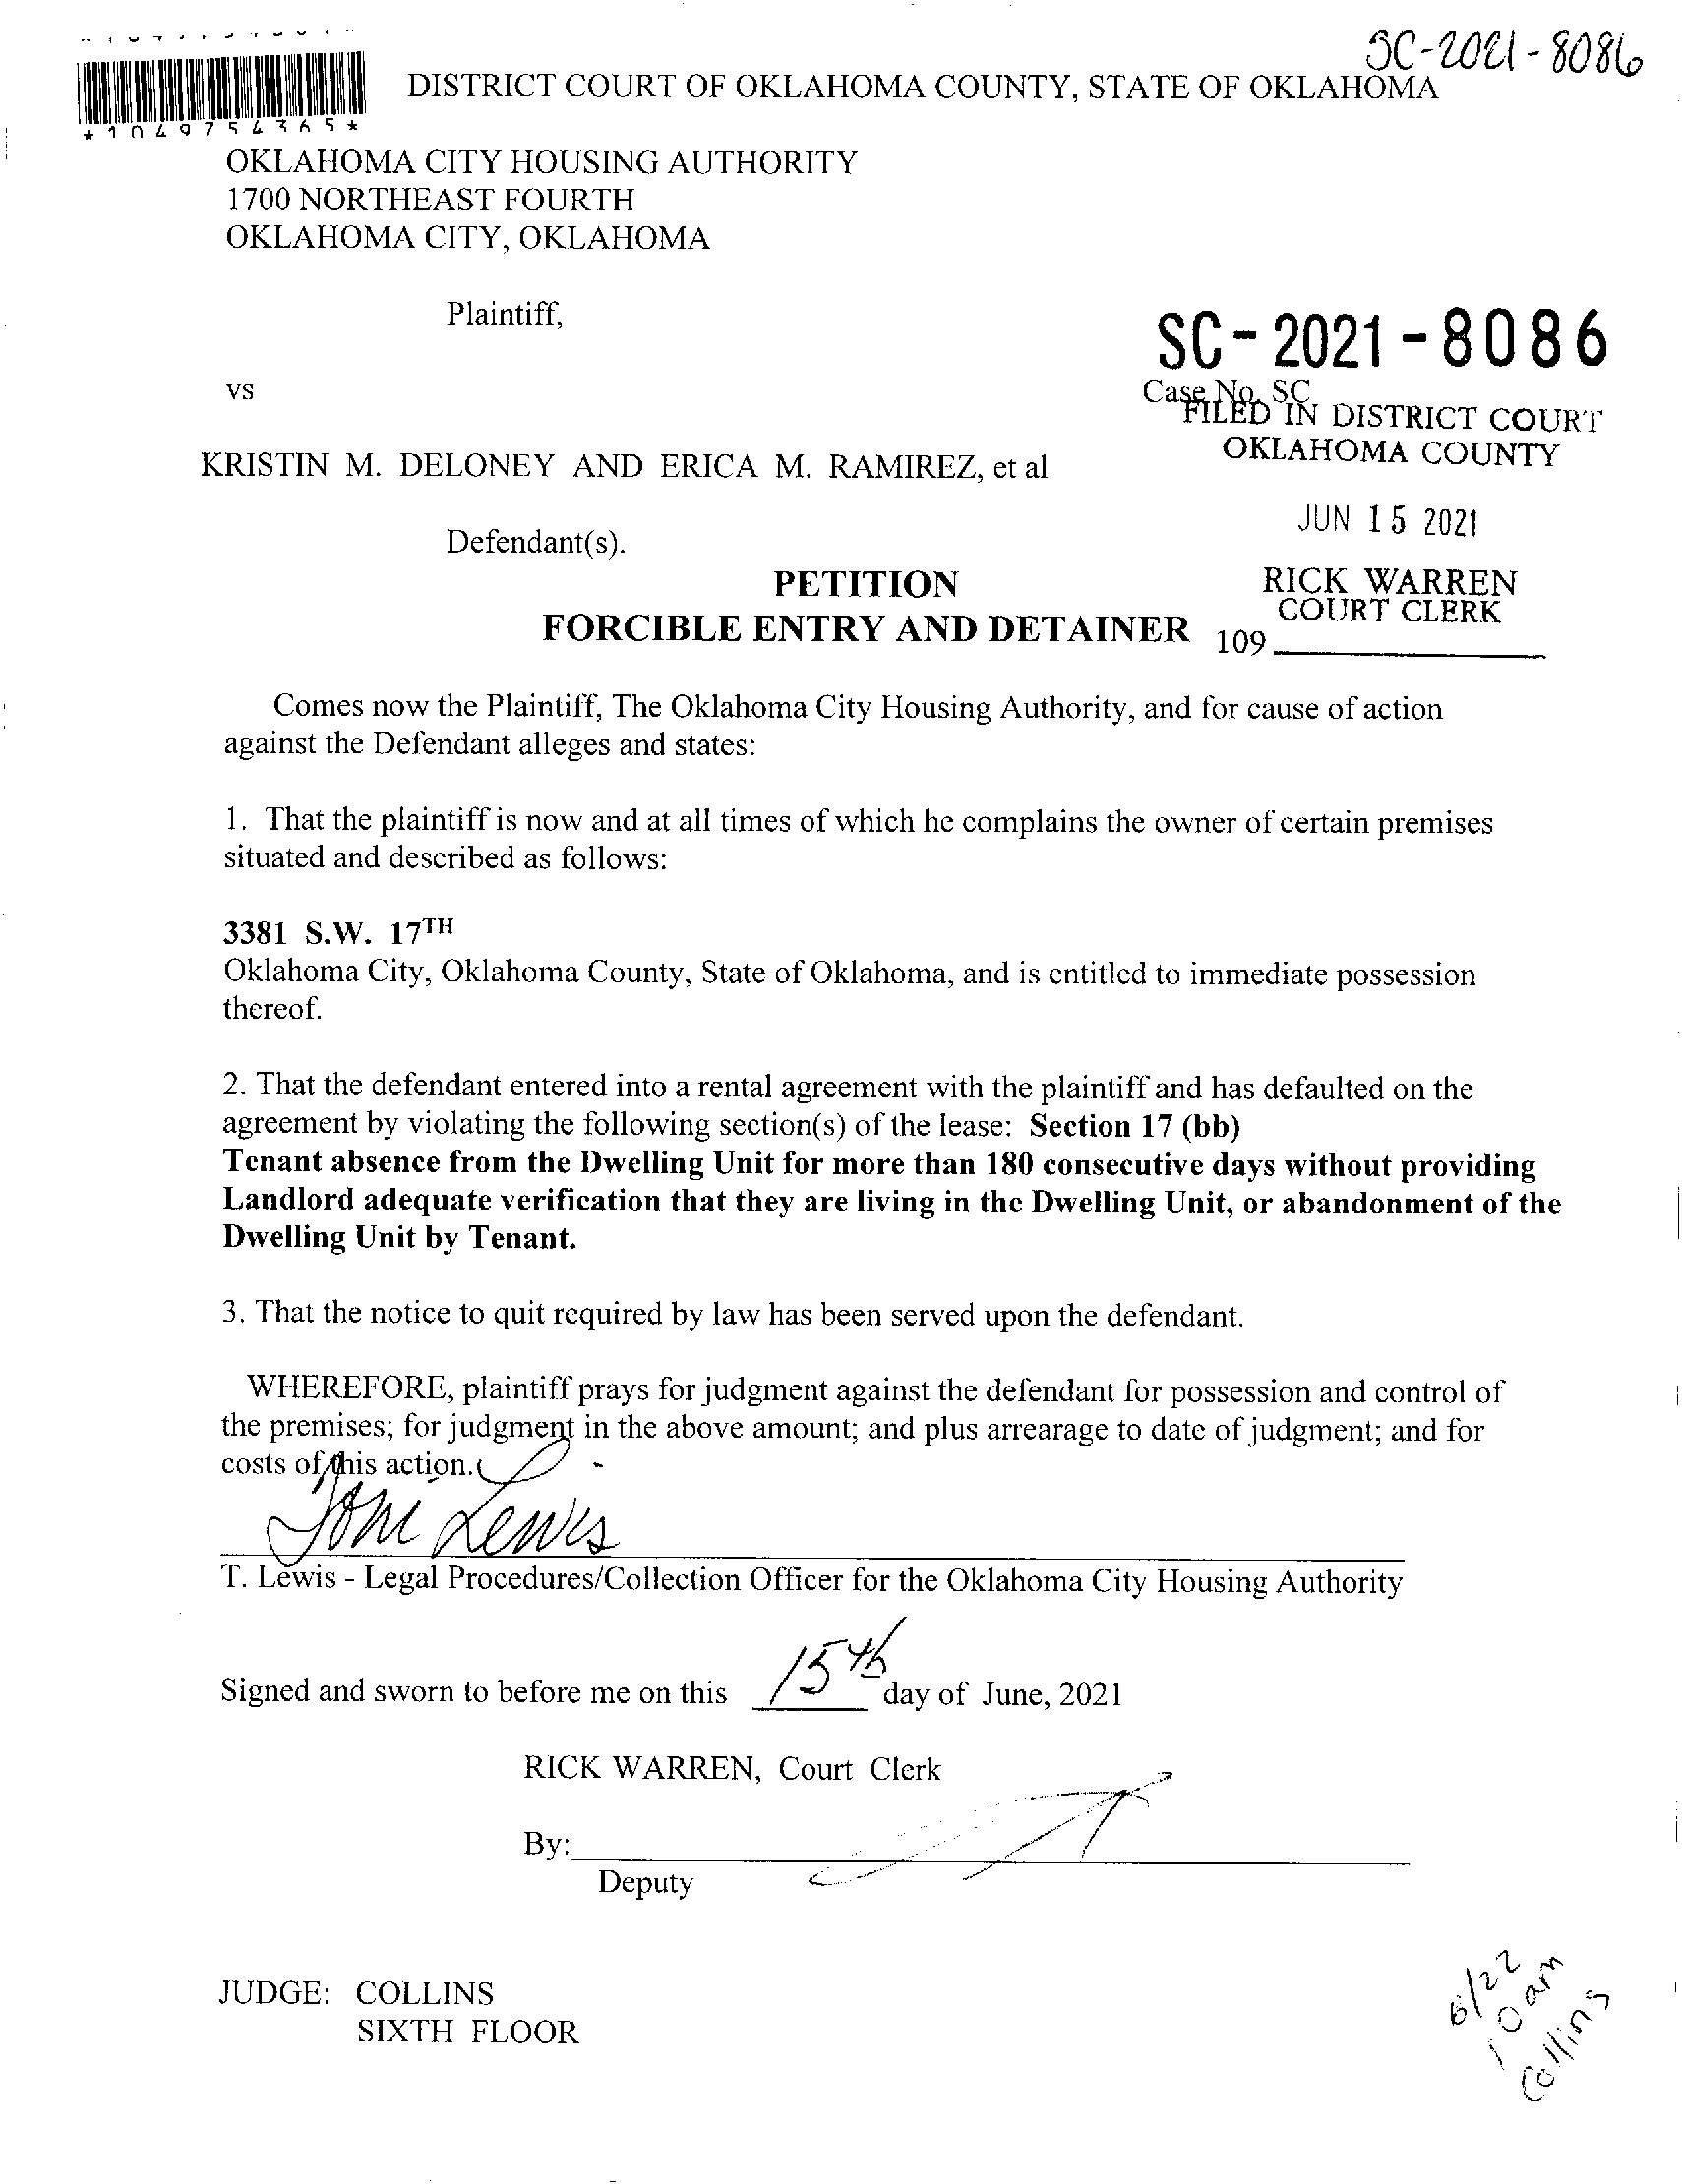 SC-2021-8086
DISTRICT COURT OF OKLAHOMA COUNTY, STATE OF OKLAHOMA
*1049754365*
OKLAHOMA CITY HOUSING AUTHORITY
1700 NORTHEAST FOURTH
OKLAHOMA CITY, OKLAHOMA
Plaintiff,
SC-2021-8086
vs
Case No. SC
FILED IN DISTRICT COURT
OKLAHOMA COUNTY
KRISTIN M. DELONEY AND ERICA M. RAMIREZ, et al
JUN 15 2021
Defendant(s).
PETITION
RICK WARREN
COURT CLERK
FORCIBLE ENTRY AND DETAINER
109
Comes now the Plaintiff, The Oklahoma City Housing Authority, and for cause of action
against the Defendant alleges and states:
1. That the plaintiff is now and at all times of which he complains the owner of certain premises
situated and described as follows:
3381 S.W. 17TH
Oklahoma City, Oklahoma County, State of Oklahoma, and is entitled to immediate possession
thereof.
2. That the defendant entered into a rental agreement with the plaintiff and has defaulted on the
agreement by violating the following section(s) of the lease: Section 17 (bb)
Tenant absence from the Dwelling Unit for more than 180 consecutive days without providing
Landlord adequate verification that they are living in the Dwelling Unit, or abandonment of the
Dwelling Unit by Tenant.
3. That the notice to quit required by law has been served upon the defendant.
WHEREFORE, plaintiff prays for judgment against the defendant for possession and control of
the premises; for judgment in the above amount; and plus arrearage to date of judgment; and for
costs of this action.
Toni Lewis
T. Lewis - Legal Procedures/Collection Officer for the Oklahoma City Housing Authority
Signed and sworn to before me on this 15th day of June, 2021
RICK WARREN, Court Clerk
By:
Deputy
JUDGE: COLLINS
SIXTH FLOOR
6/22
10am
Collins